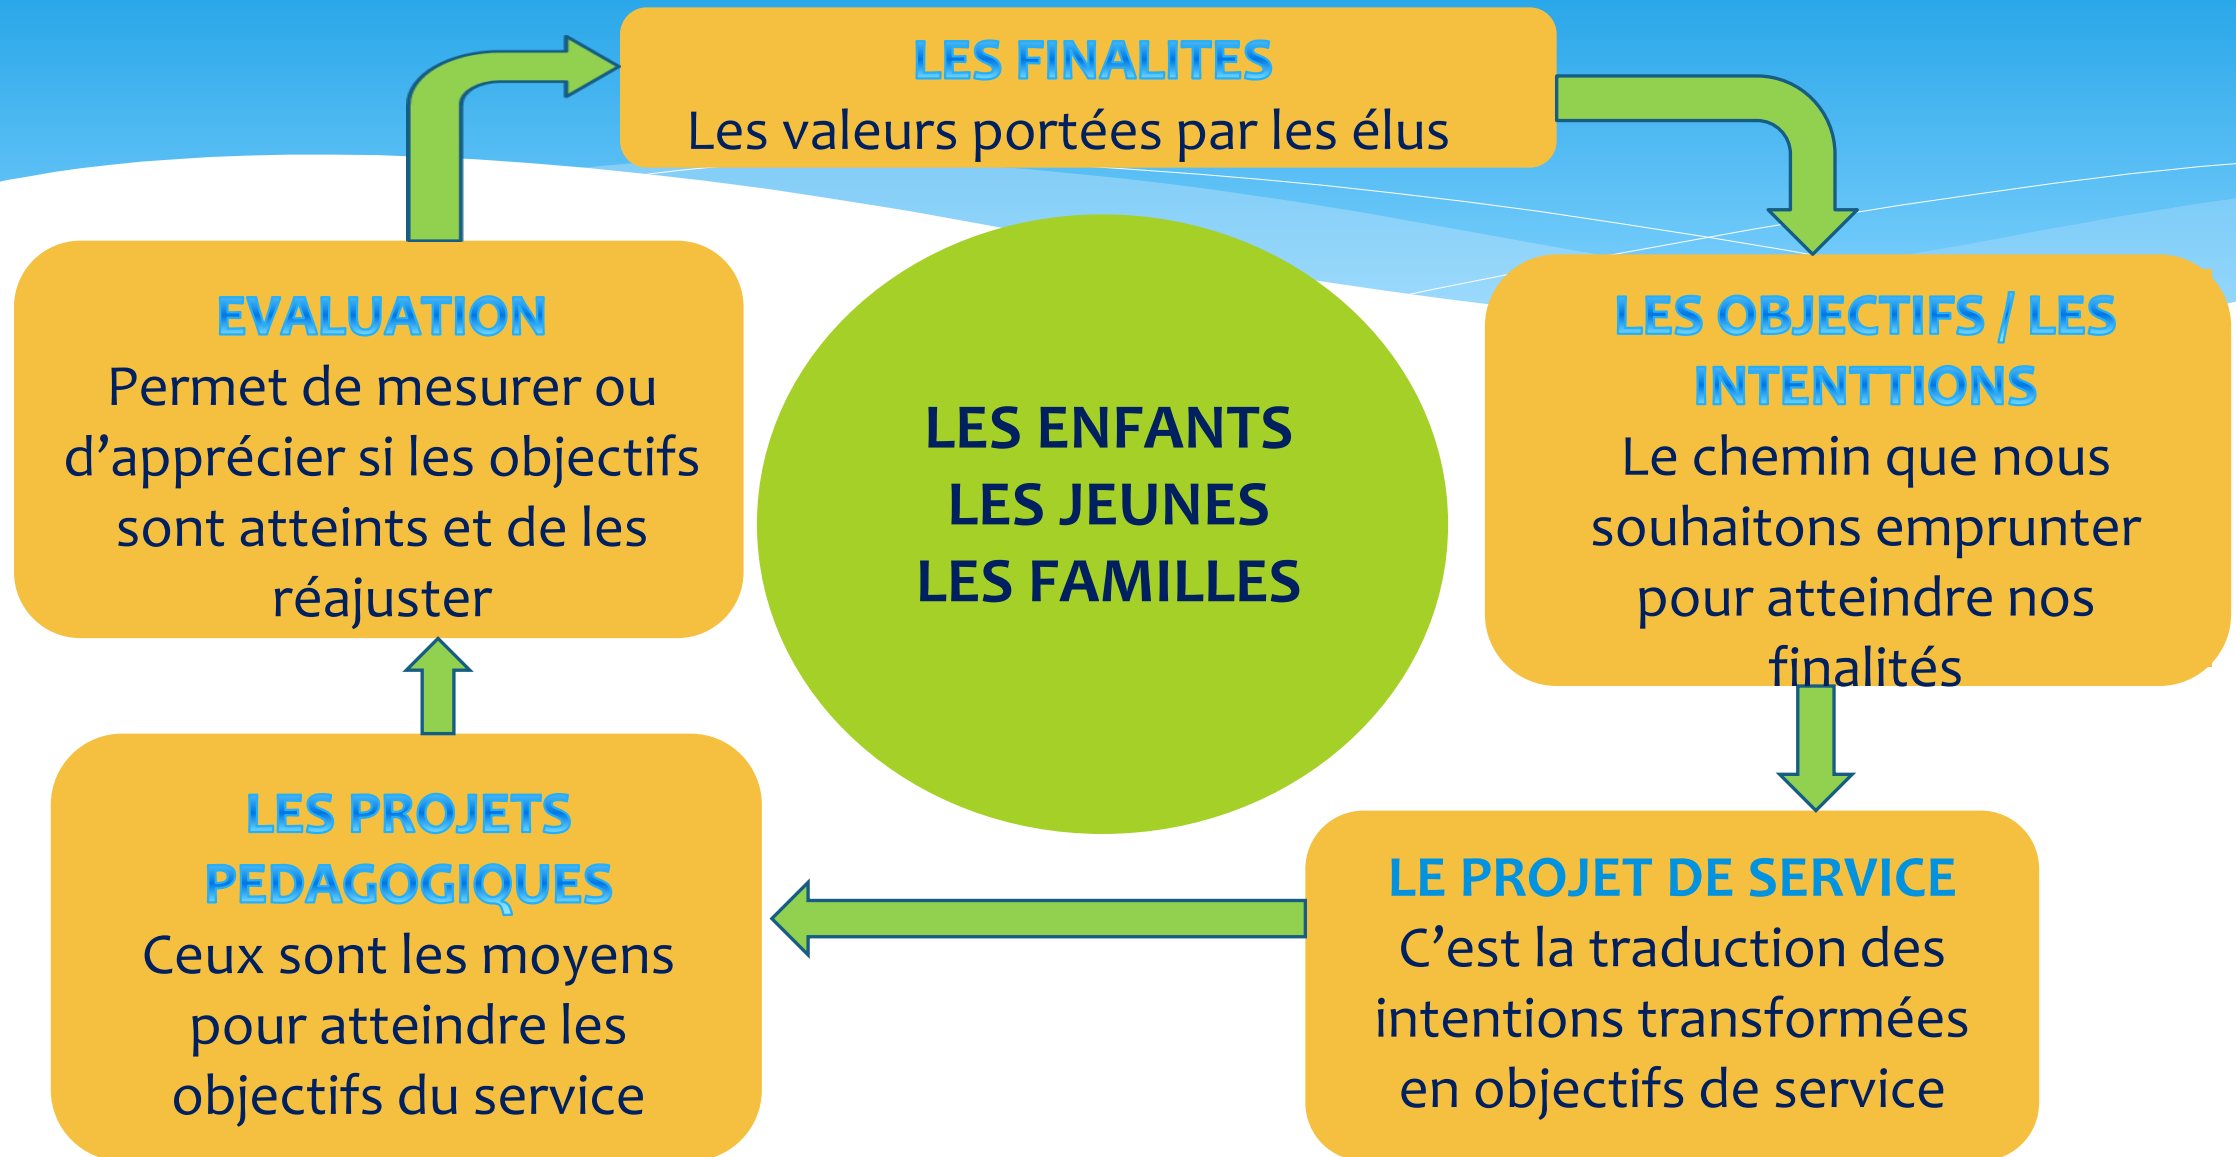 LES FINALITES
Les valeurs portées par les élus
EVALUATION
Permet de mesurer ou
d’apprécier si les objectifs
sont atteints et de les
réajuster
LES ENFANTS
LES JEUNES
LES FAMILLES
LES OBJECTIFS / LES
INTENTTIONS
Le chemin que nous
souhaitons emprunter
pour atteindre nos
finalités
LES PROJETS
PEDAGOGIQUES
Ceux sont les moyens
pour atteindre les
objectifs du service
LE PROJET DE SERVICE
C’est la traduction des
intentions transformées
en objectifs de service